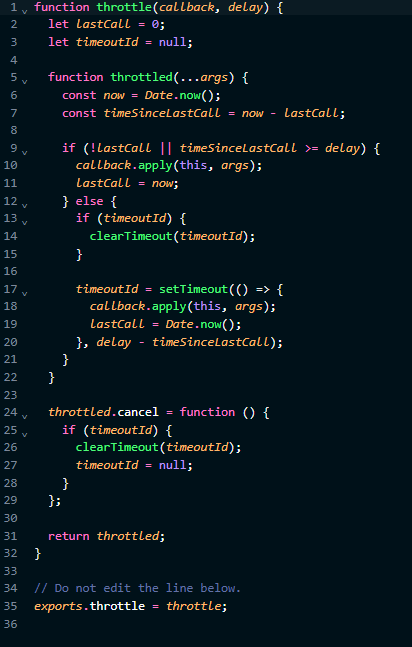 1 function throttle(callback, delay) {
2   let lastCall = 0;
3   let timeoutId = null;
4
5   function throttled(...args) {
6     const now = Date.now();
7     const timeSinceLastCall = now - lastCall;
8
9     if (!lastCall || timeSinceLastCall >= delay) {
10       callback.apply(this, args);
11       lastCall = now;
12     } else {
13       if (timeoutId) {
14         clearTimeout(timeoutId);
15       }
16
17       timeoutId = setTimeout(() => {
18         callback.apply(this, args);
19         lastCall = Date.now();
20       }, delay - timeSinceLastCall);
21     }
22   }
23
24   throttled.cancel = function () {
25     if (timeoutId) {
26       clearTimeout(timeoutId);
27       timeoutId = null;
28     }
29   };
30
31   return throttled;
32 }
33
34 // Do not edit the line below.
35 exports.throttle = throttle;
36